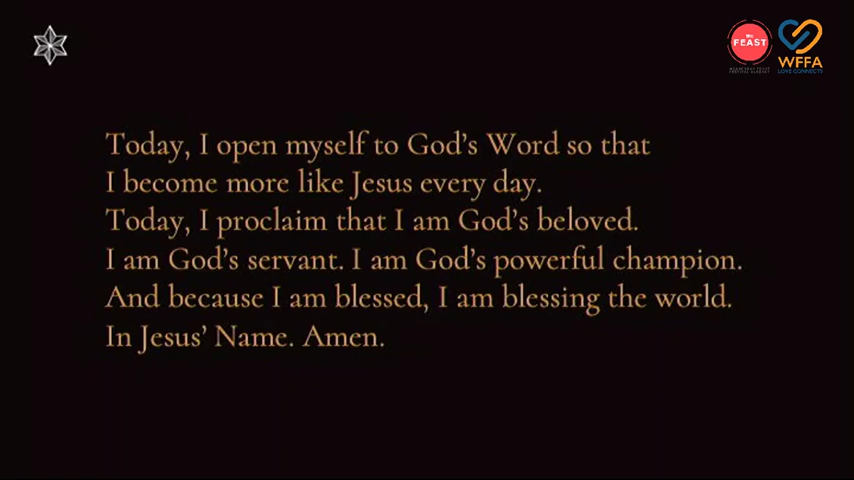 FEAST
WFFA
LOVE CONNECTS
Today, I open myself to God's Word so that
I become more like Jesus every day.
Today, I proclaim that I am God's beloved.
I am God's servant. I am God's powerful champion.
And because I am blessed, I am blessing the world.
In Jesus' Name. Amen.